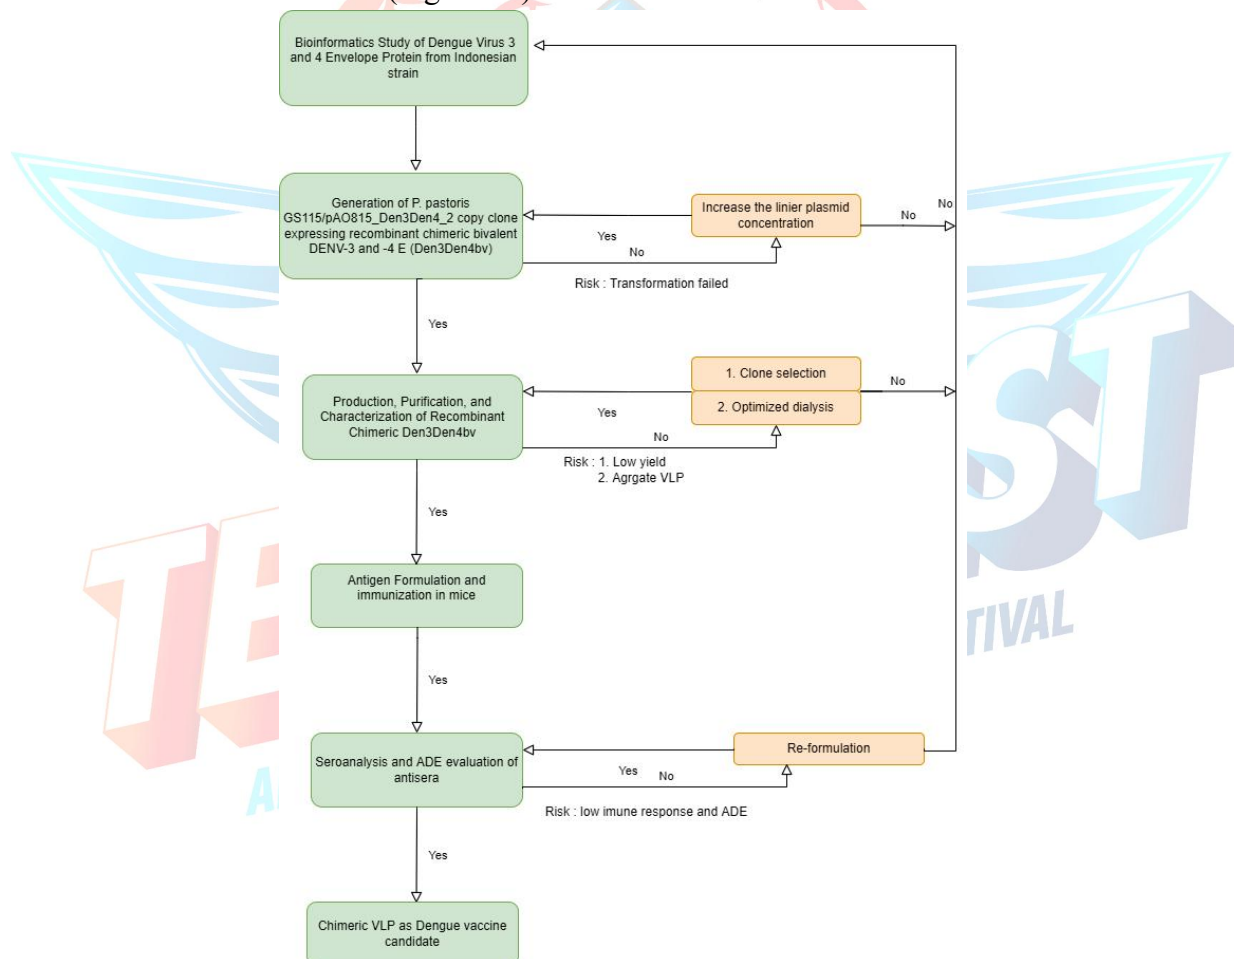 Bioinformatics Study of Dengue Virus 3
and 4 Envelope Protein from Indonesian
strain
Generation of P. pastoris
GS115/pAO815_Den3Den4_2 copy clone
expressing recombinant chimeric bivalent
DENV-3 and -4 E (Den3Den4bv)
Increase the linier plasmid
concentration
No
No
Yes
No
Risk : Transformation failed
Yes
Production, Purification, and
Characterization of Recombinant
Chimeric Den3Den4bv
1. Clone selection
2. Optimized dialysis
No
Yes
No
Risk : 1. Low yield
2. Agrgate VLP
Yes
Antigen Formulation and
immunization in mice
TIVAL
Yes
Seroanalysis and ADE evaluation of
antisera
Re-formulation
Yes
No
Risk : low imune response and ADE
Yes
Chimeric VLP as Dengue vaccine
candidate